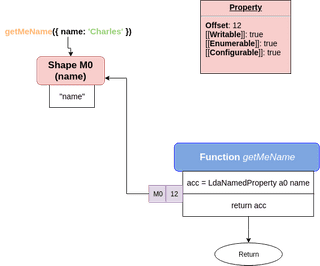 getMeName({ name: 'Charles' })
Property
Offset: 12
[[Writable]]: true
[[Enumerable]]: true
[[Configurable]]: true
Shape M0
(name)
"name"
Function getMeName
acc = LdaNamedProperty a0 name
M0 12
return acc
Return